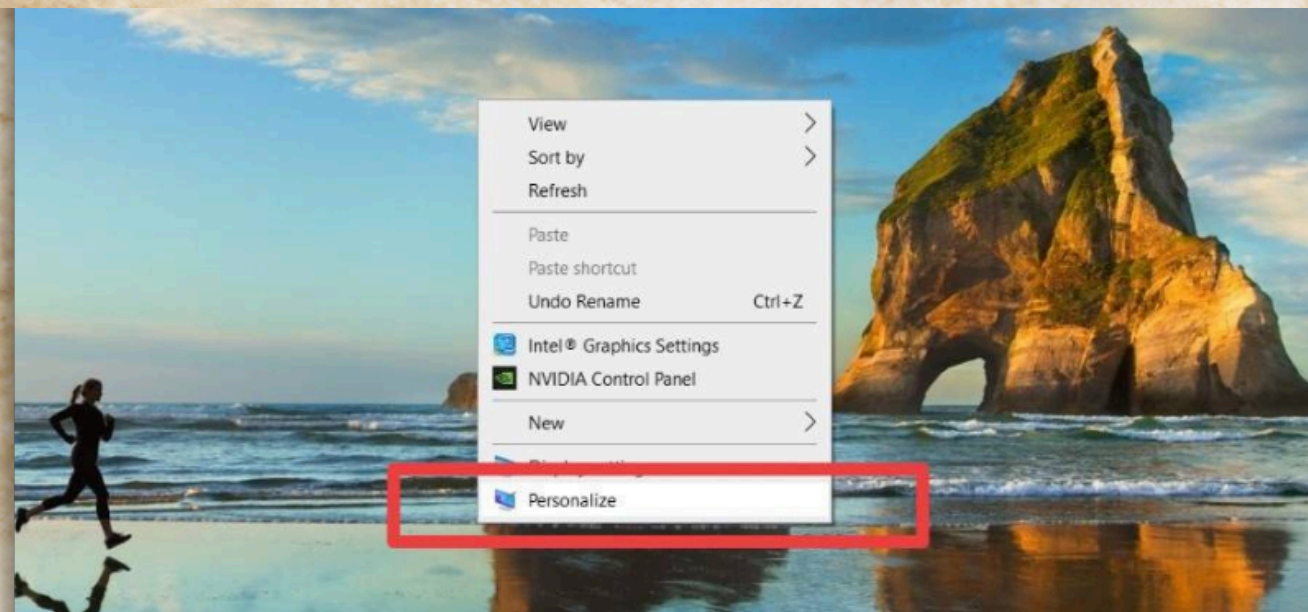 View
Sort by
Refresh
Paste
Paste shortcut
Undo Rename Ctrl+Z
Intel® Graphics Settings
NVIDIA Control Panel
New
Personalize